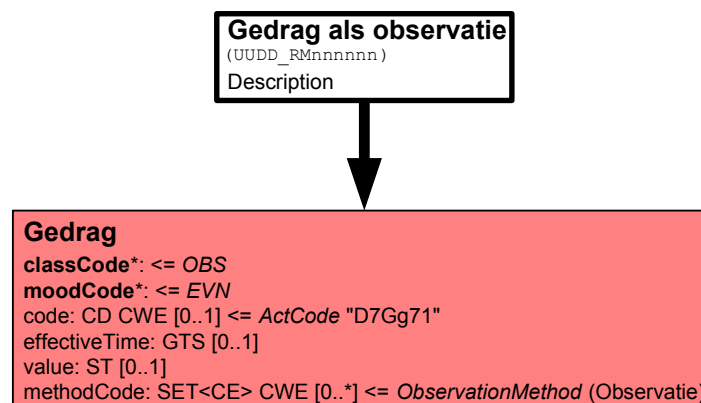 Gedrag als observatie
(UUDD_RMnnnnnn)
Description
Gedrag
classCode*: <= OBS
moodCode*: <= EVN
code: CD CWE [0..1] <= ActCode "D7Gg71"
effectiveTime: GTS [0..1]
value: ST [0..1]
methodCode: SET<CE> CWE [0..*] <= ObservationMethod (Observatie)